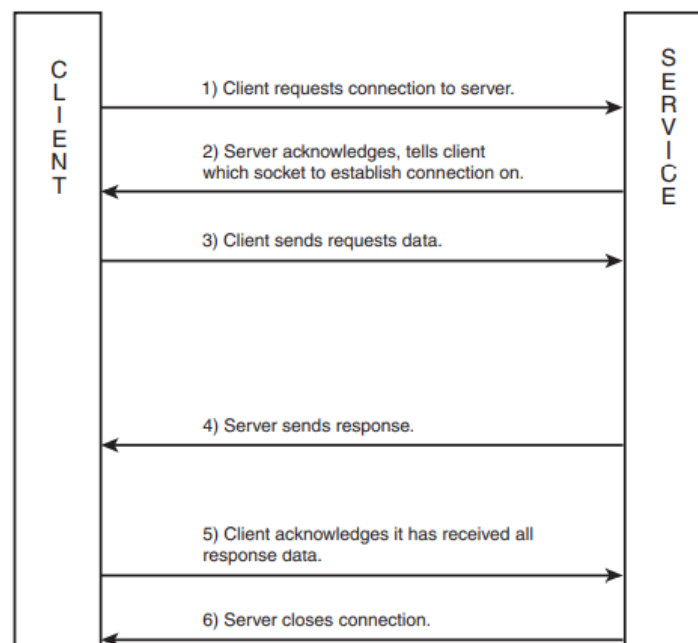 CLIENT
SERVICE
1) Client requests connection to server.
2) Server acknowledges, tells client
which socket to establish connection on.
3) Client sends requests data.
4) Server sends response.
5) Client acknowledges it has received all
response data.
6) Server closes connection.